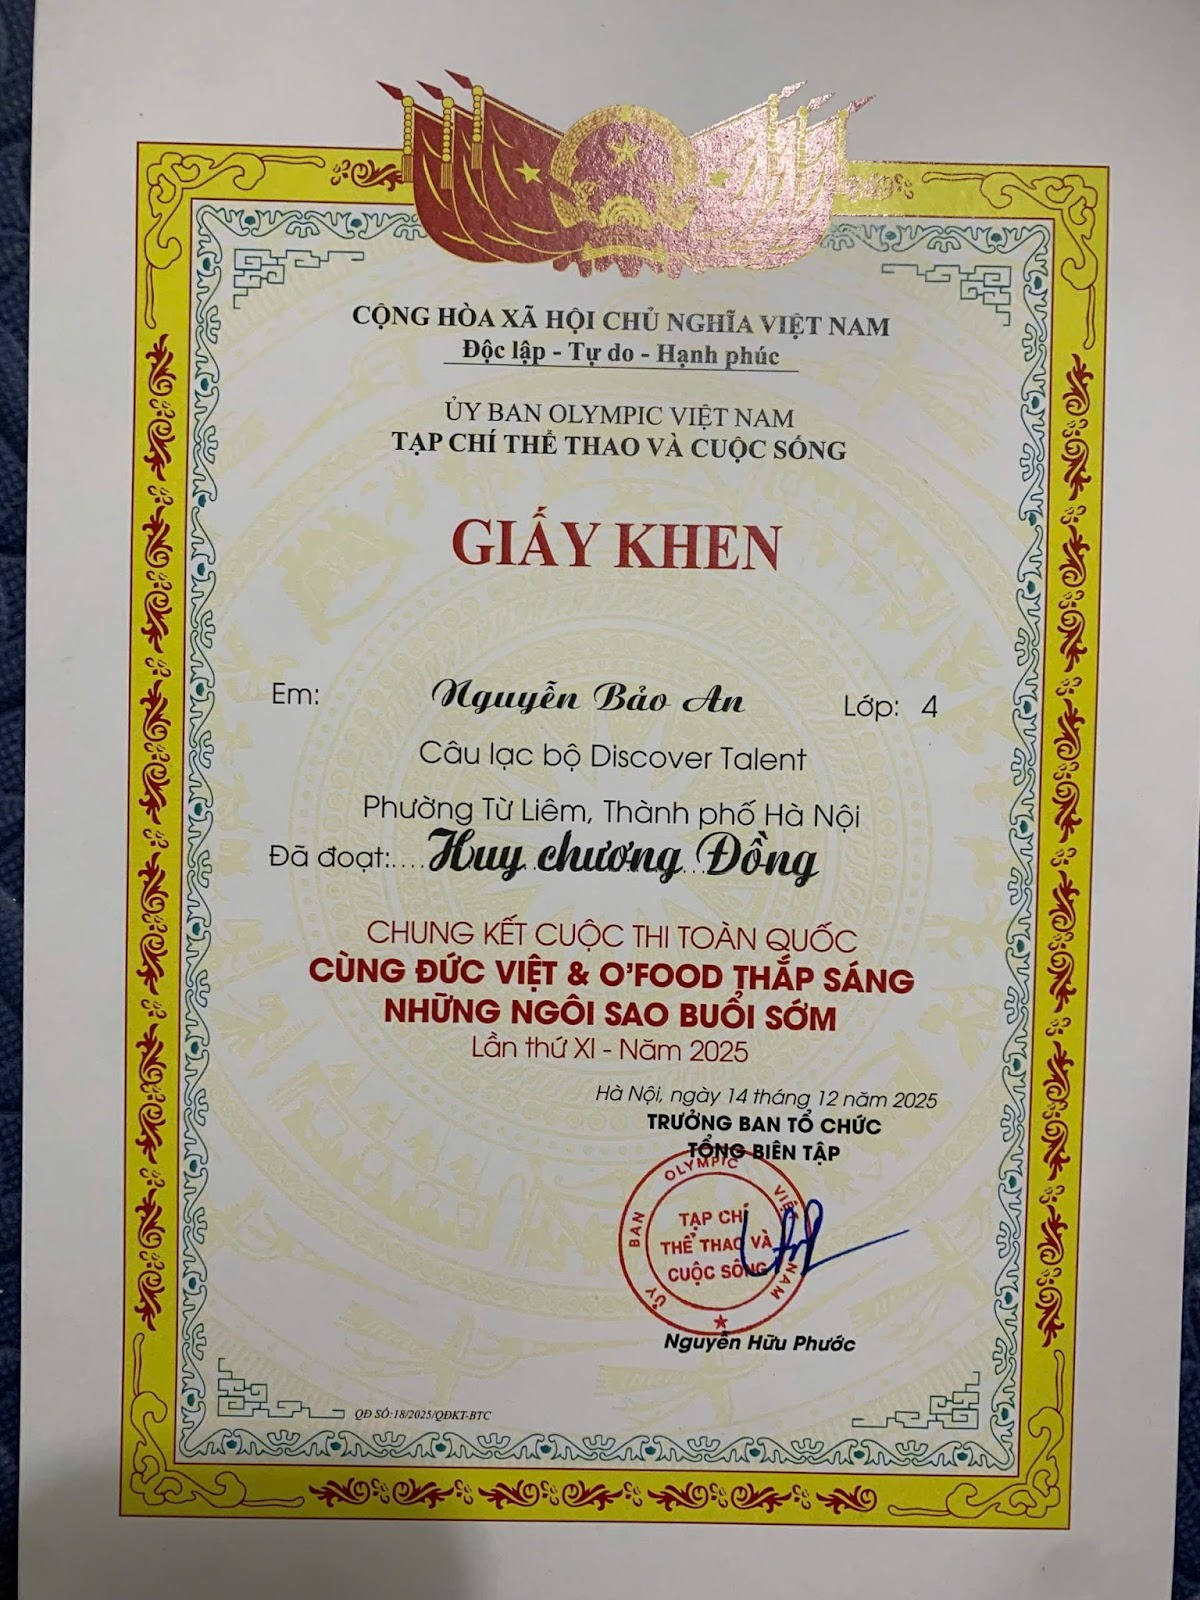 CỘNG HÒA XÃ HỘI CHỦ NGHĨA VIỆT NAM
Độc lập - Tự do - Hạnh phúc
ỦY BAN OLYMPIC VIỆT NAM
TẠP CHÍ THỂ THAO VÀ CUỘC SỐNG
GIẤY KHEN
Em: Nguyễn Bảo An Lớp: 4
Câu lạc bộ Discover Talent
Phường Từ Liêm, Thành phố Hà Nội
Đã đoạt:....Huy chương Đồng
CHUNG KẾT CUỘC THI TOÀN QUỐC
CÙNG ĐỨC VIỆT & O'FOOD THẮP SÁNG
NHỮNG NGÔI SAO BUỔI SỚM
Lần thứ XI - Năm 2025
Hà Nội, ngày 14 tháng 12 năm 2025
TRƯỞNG BAN TỔ CHỨC
TỔNG BIÊN TẬP
ỦY BAN OLYMPIC VIỆT NAM
TẠP CHÍ
THỂ THAO VÀ
CUỘC SỐNG
Nguyễn Hữu Phước
QĐ SỐ:18/2025/QĐKT-BTC